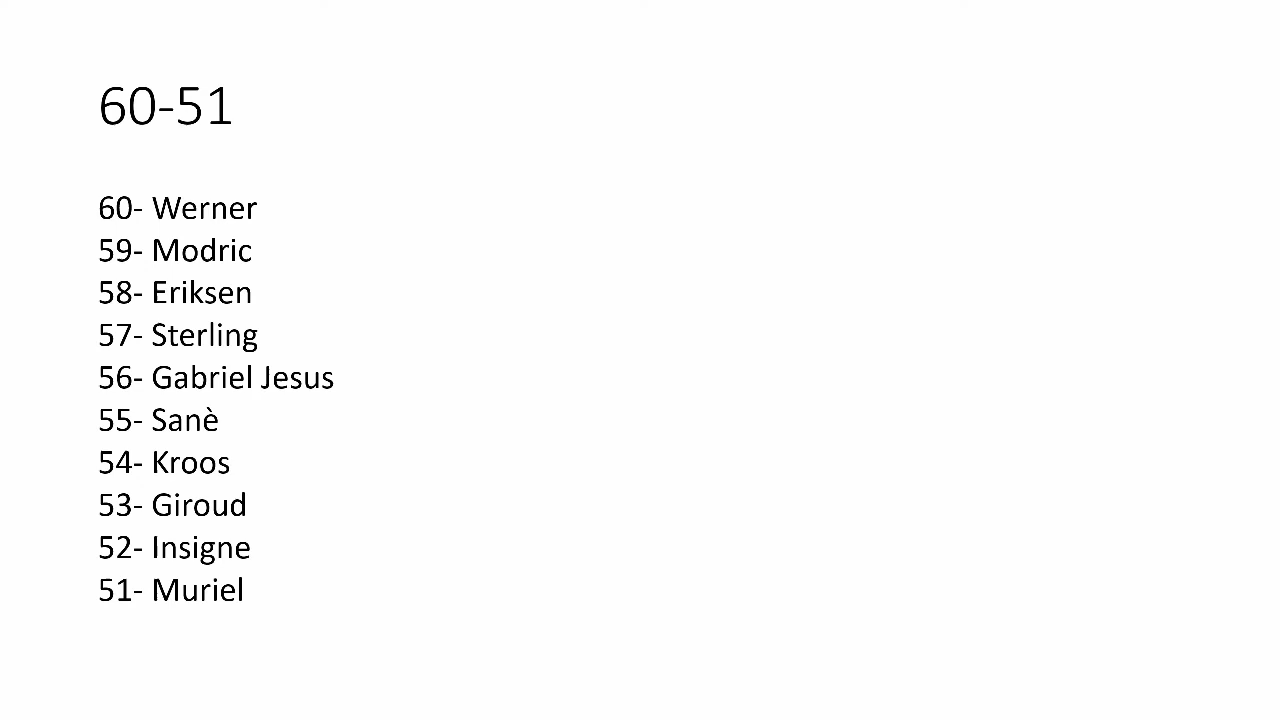 60-51
60- Werner
59- Modric
58- Eriksen
57- Sterling
56- Gabriel Jesus
55- Sanè
54- Kroos
53- Giroud
52- Insigne
51- Muriel